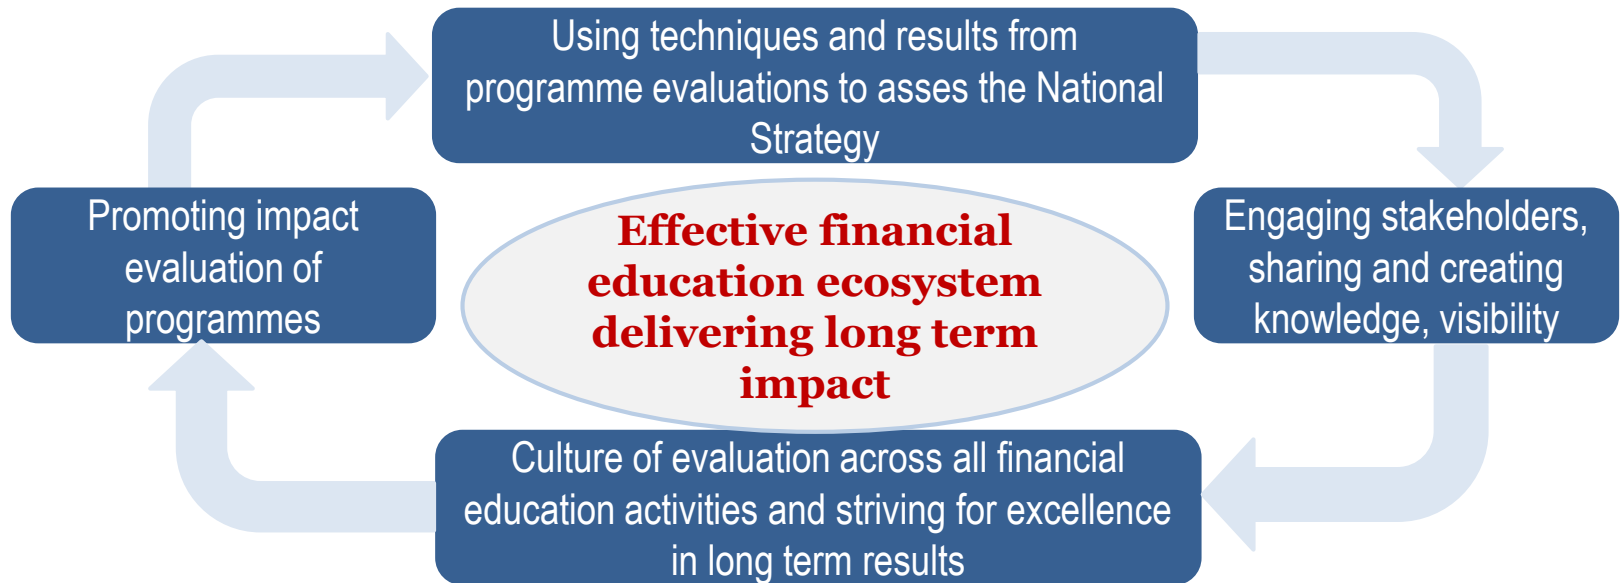 Using techniques and results from
programme evaluations to asses the National
Strategy
Promoting impact
evaluation of
programmes
Effective financial
education ecosystem
delivering long term
impact
Engaging stakeholders,
sharing and creating
knowledge, visibility
Culture of evaluation across all financial
education activities and striving for excellence
in long term results